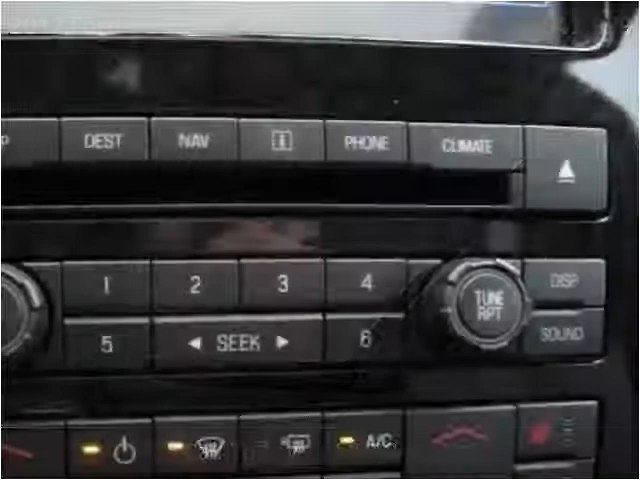 DEST NAV i PHONE CLIMATE
1 2 3 4 TUNE RPT DISP
5 SEEK 6 SOUND
A/C